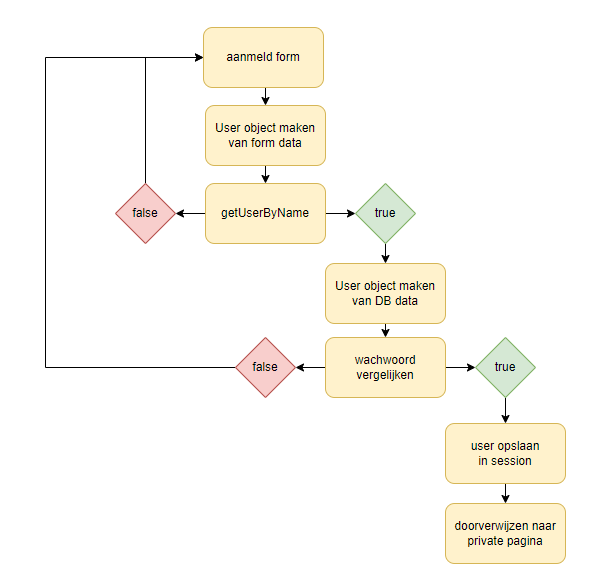 aanmeld form
User object maken
van form data
false
getUserByName
true
User object maken
van DB data
false
wachwoord
vergelijken
true
user opslaan
in session
doorverwijzen naar
private pagina